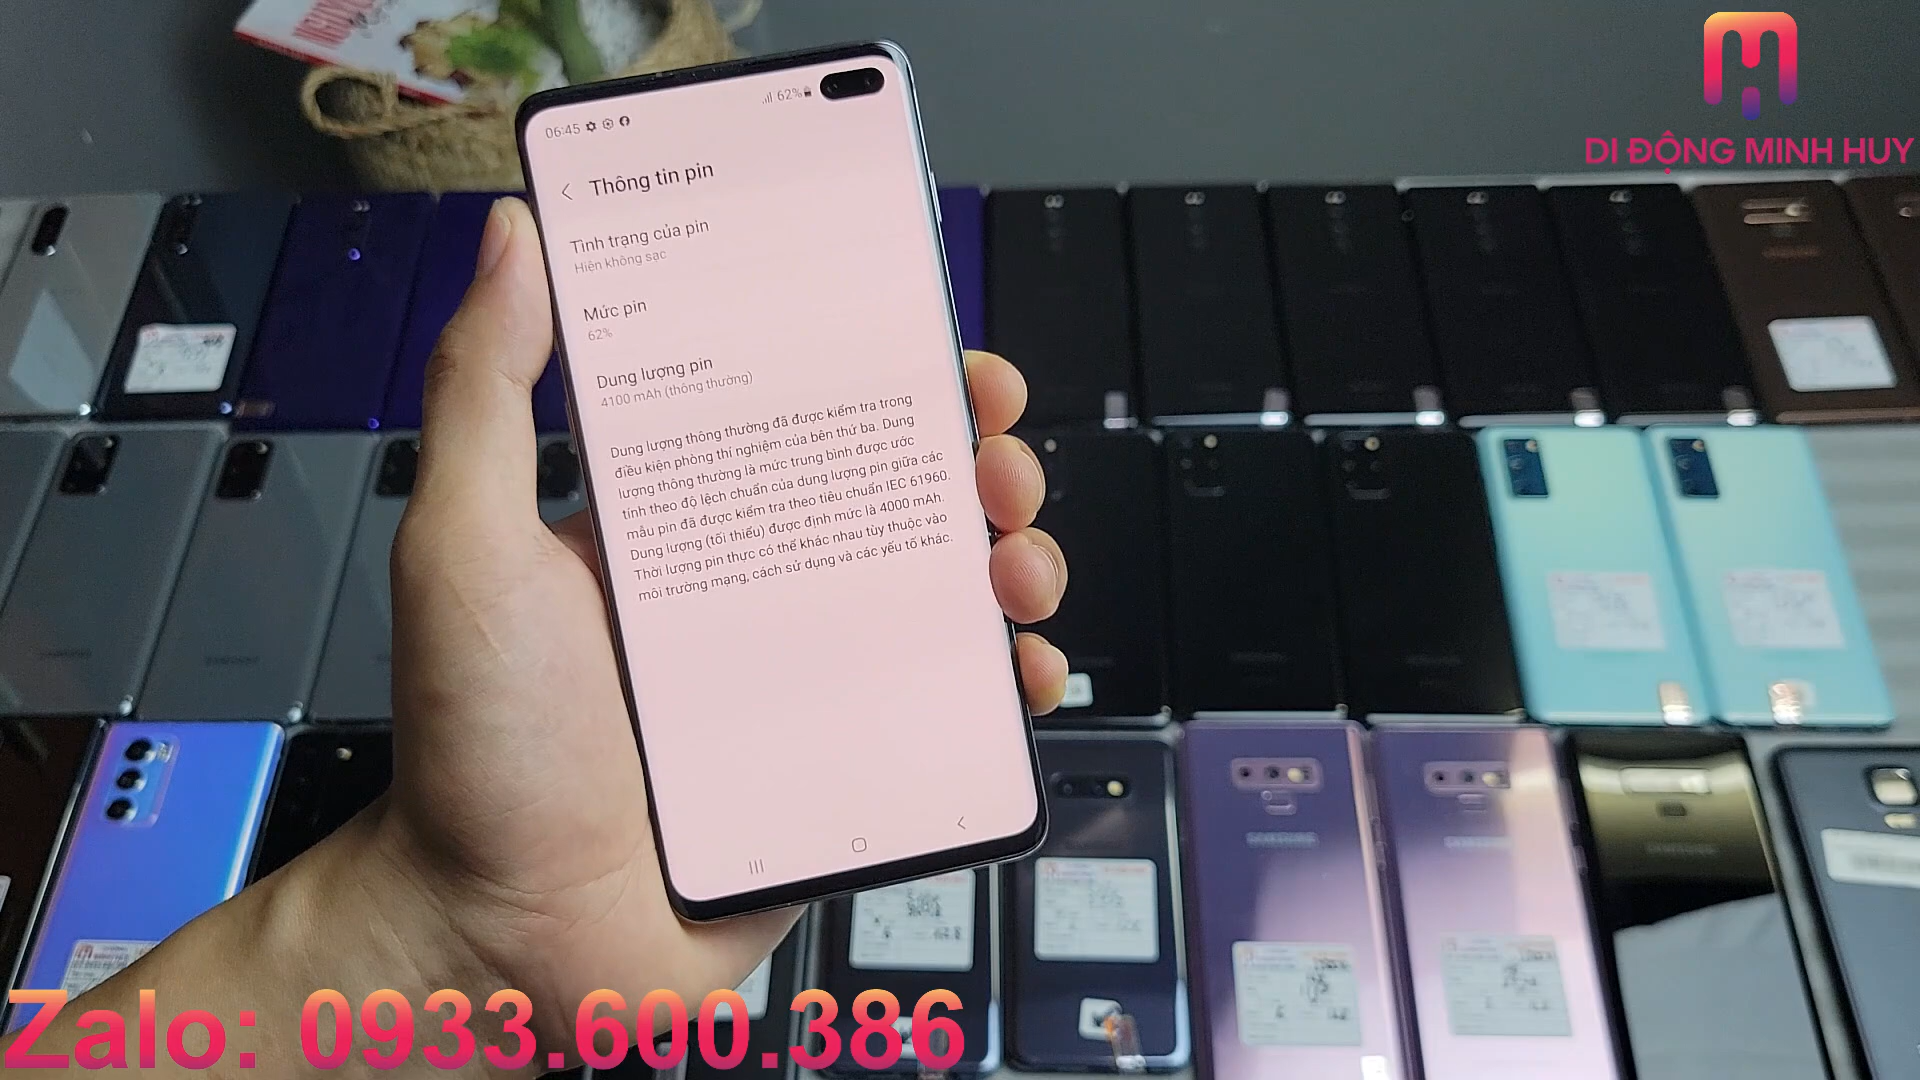 DI ĐỘNG MINH HUY
06:45
62%
Thông tin pin
Tình trạng của pin
Hiện không sạc
Mức pin
62%
Dung lượng pin
4100 mAh (thông thường)
Dung lượng thông thường đã được kiểm tra trong
điều kiện phòng thí nghiệm của bên thứ ba. Dung
lượng thông thường là mức trung bình được ước
tính theo độ lệch chuẩn của dung lượng pin giữa các
mẫu pin đã được kiểm tra theo tiêu chuẩn IEC 61960.
Dung lượng (tối thiểu) được định mức là 4000 mAh.
Thời lượng pin thực có thể khác nhau tùy thuộc vào
môi trường mạng, cách sử dụng và các yếu tố khác.
SAMSUNG
SAMSUNG
Zalo: 0933.600.386